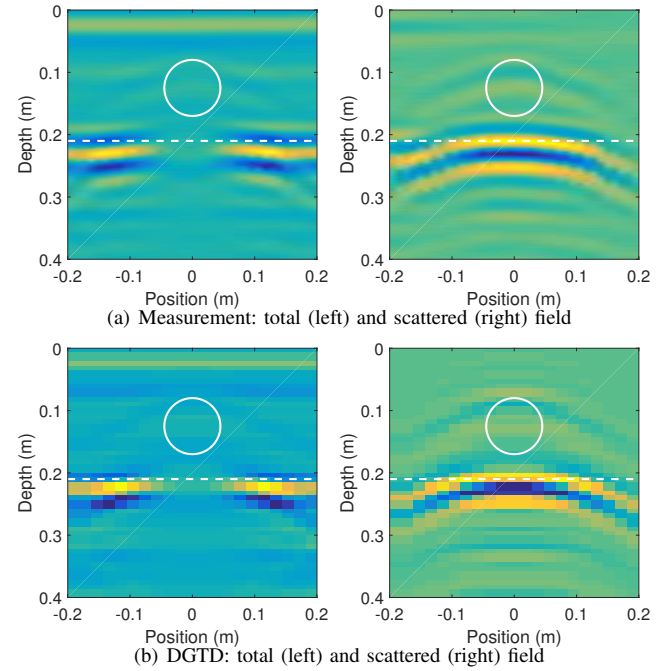 0
0.1
0.2
0.3
0.4
Depth (m)
-0.2 -0.1 0 0.1 0.2
Position (m)
0
0.1
0.2
0.3
0.4
Depth (m)
-0.2 -0.1 0 0.1 0.2
Position (m)
(a) Measurement: total (left) and scattered (right) field
0
0.1
0.2
0.3
0.4
Depth (m)
-0.2 -0.1 0 0.1 0.2
Position (m)
0
0.1
0.2
0.3
0.4
Depth (m)
-0.2 -0.1 0 0.1 0.2
Position (m)
(b) DGTD: total (left) and scattered (right) field